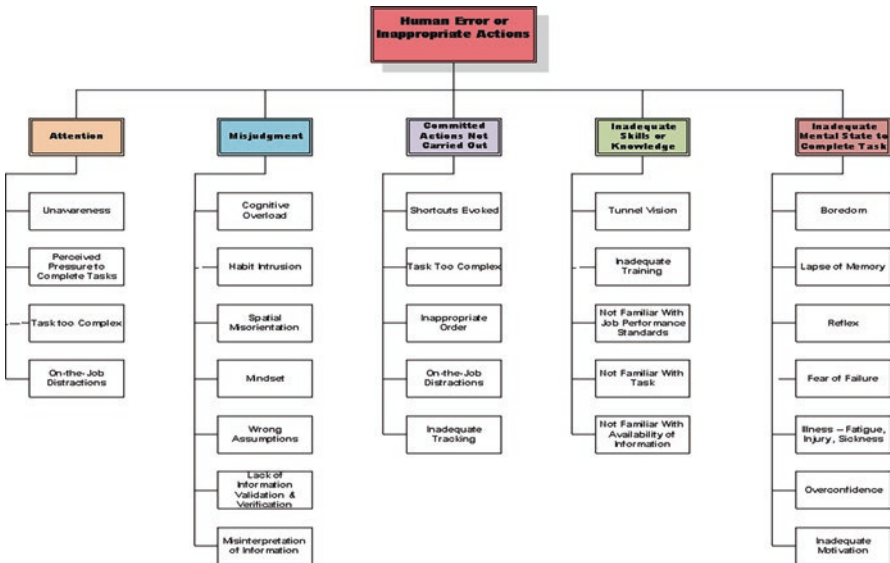 Human Error or
Inappropriate Actions
Attention
Unawareness
Perceived
Pressure to
Complete Tasks
Task too Complex
On-the-Job
Distractions
Misjudgment
Cognitive
Overload
Habit Intrusion
Spatial
Misorientation
Mindset
Wrong
Assumptions
Lack of
Information
Validation &
Verification
Misinterpretation
of Information
Committed
Actions Not
Carried Out
Shortcuts Evoked
Task Too Complex
Inappropriate
Order
On-the-Job
Distractions
Inadequate
Tracking
Inadequate
Skills or
Knowledge
Tunnel Vision
Inadequate
Training
Not Familiar With
Job Performance
Standards
Not Familiar With
Task
Not Familiar With
Availability of
Information
Inadequate
Mental State to
Complete Task
Boredom
Lapse of Memory
Reflex
Fear of Failure
Illness – Fatigue,
Injury, Sickness
Overconfidence
Inadequate
Motivation